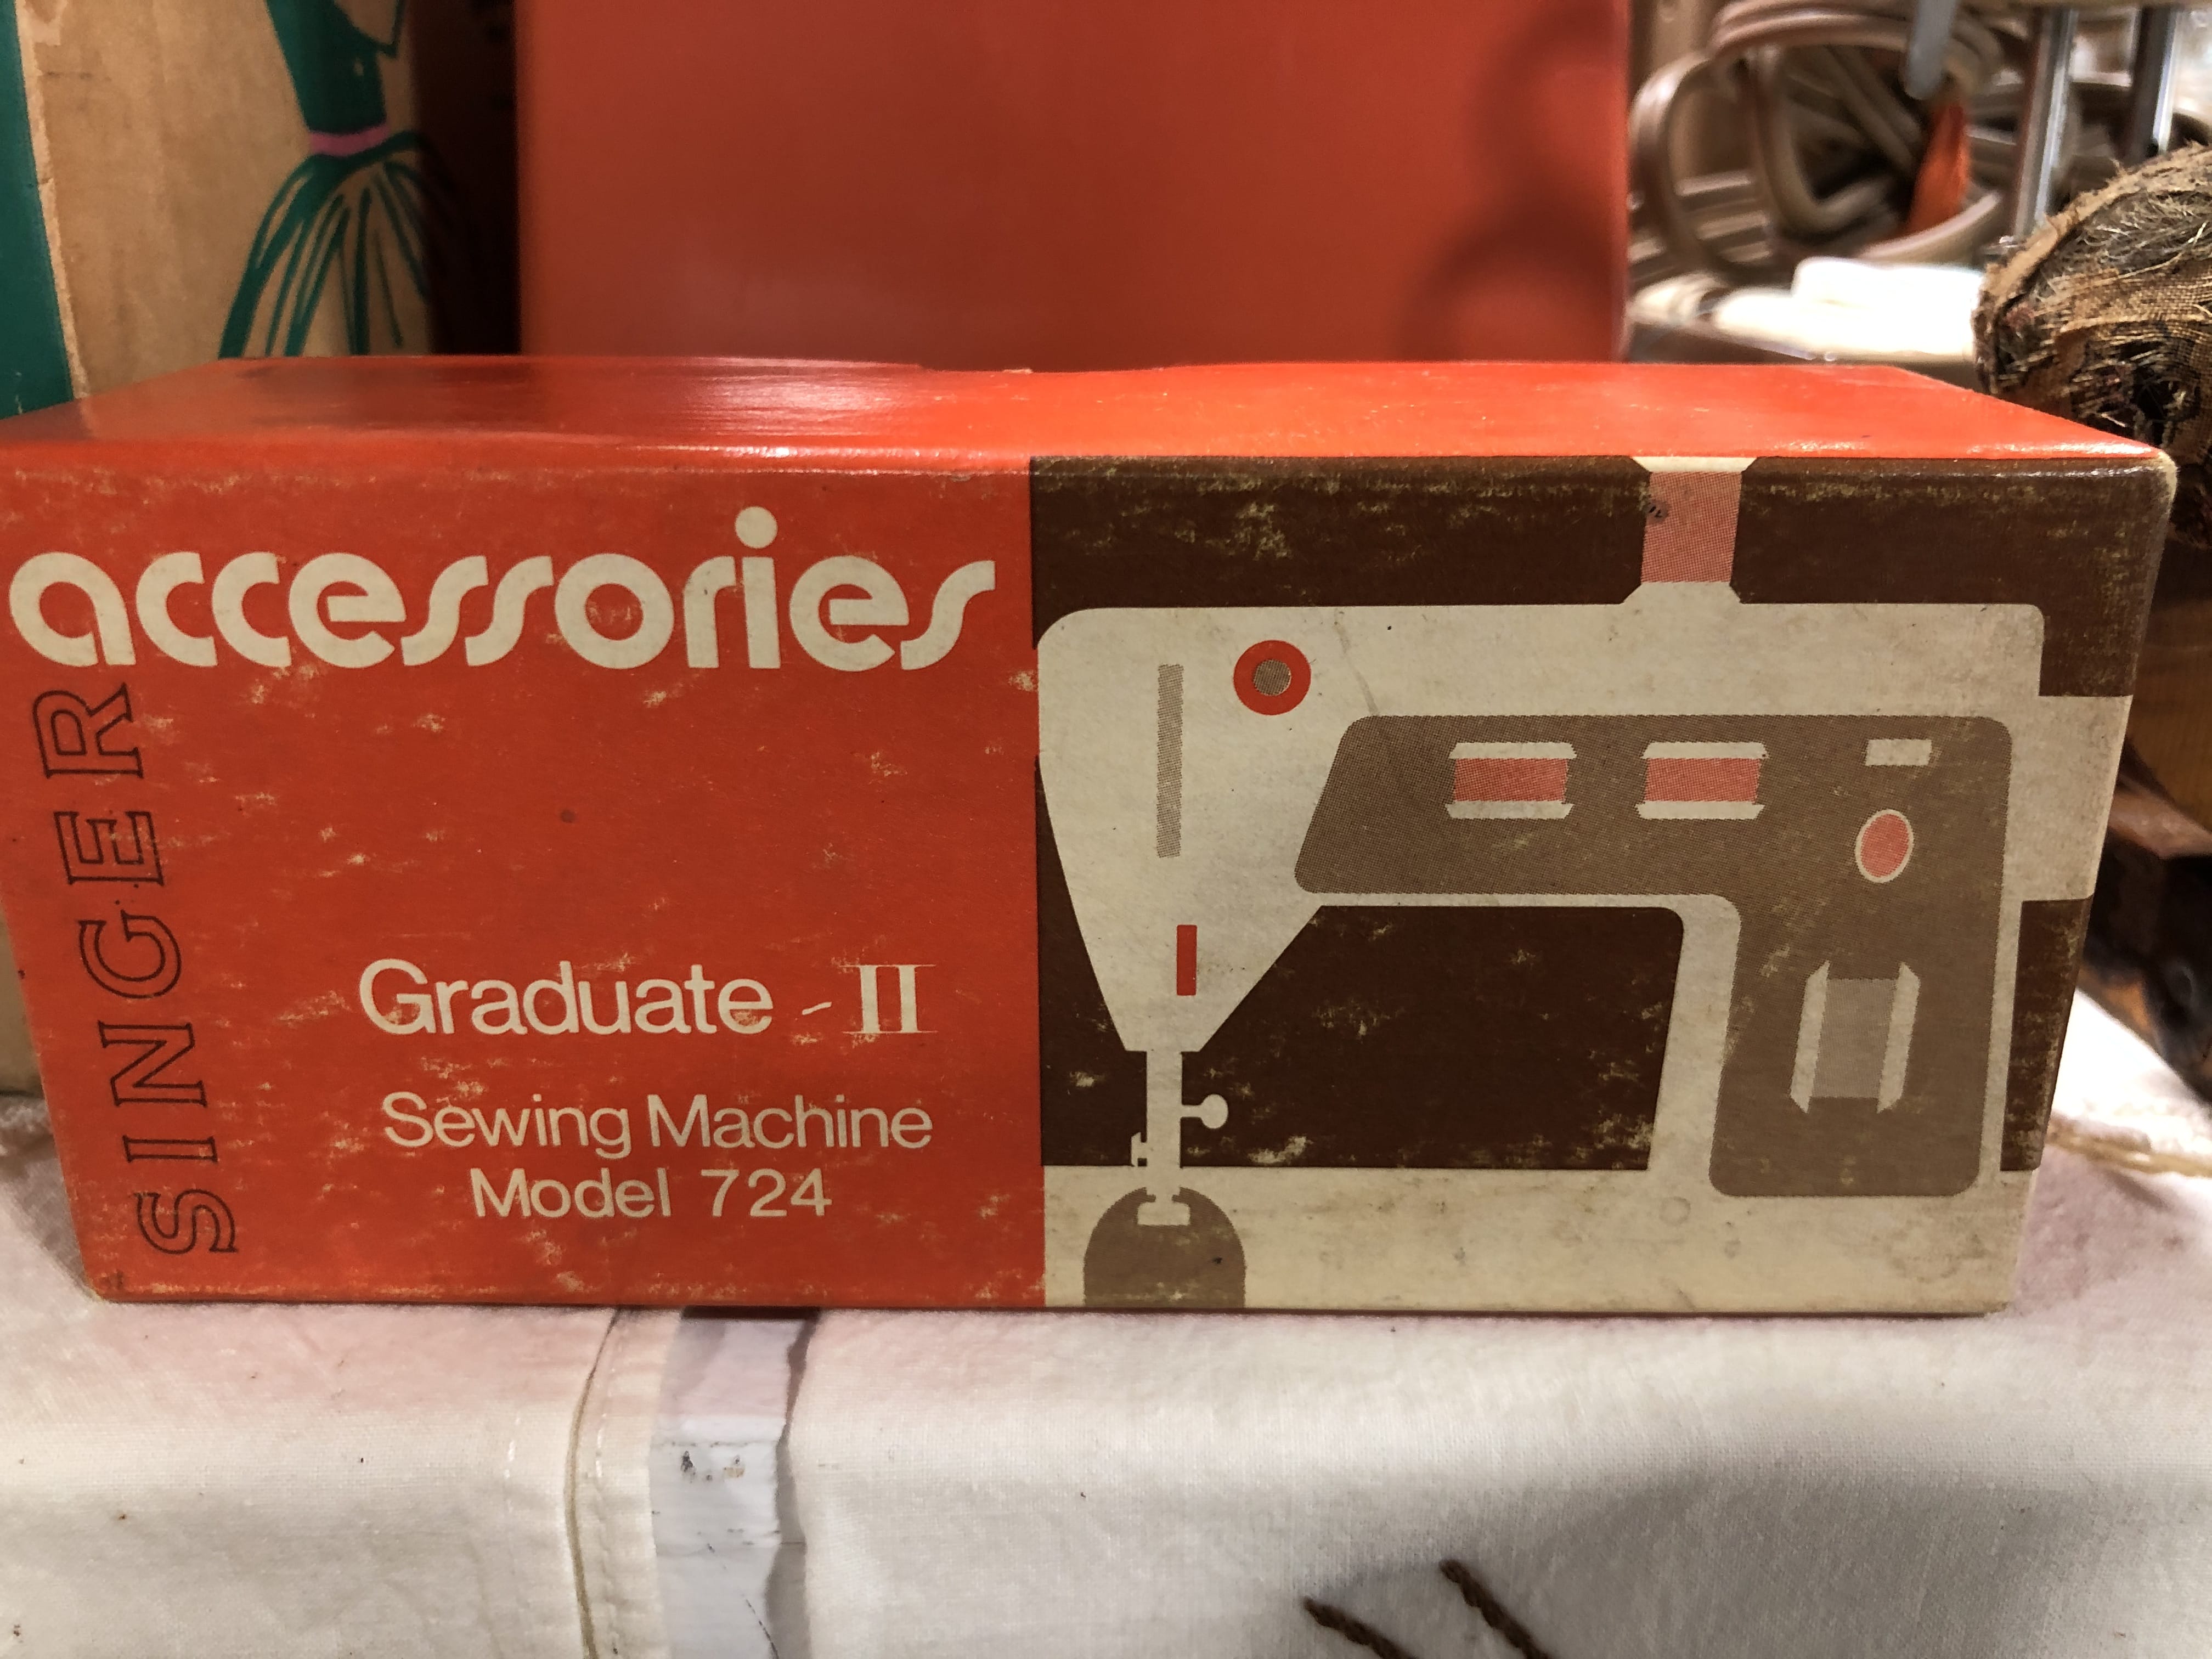 accessories
SINGER
Graduate - II
Sewing Machine
Model 724